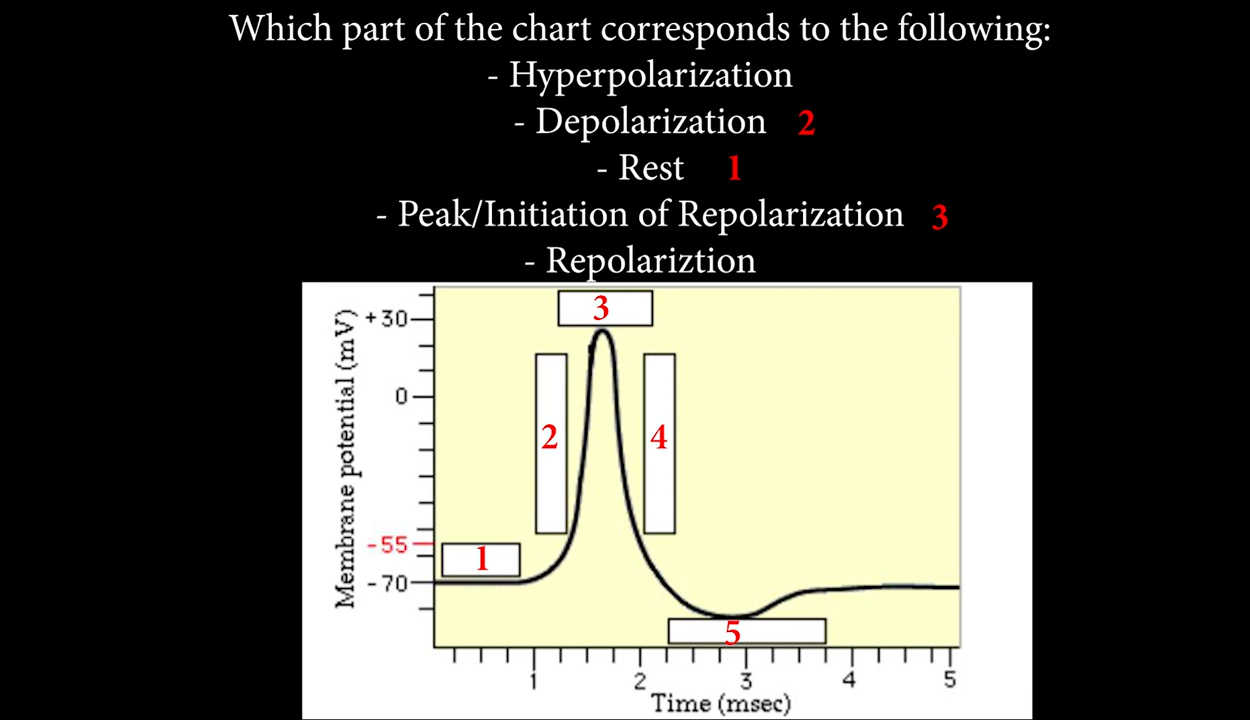 Which part of the chart corresponds to the following:
- Hyperpolarization
- Depolarization 2
- Rest 1
- Peak/Initiation of Repolarization 3
- Repolariztion
3
+30
0
2
4
-55
1
-70
5
Membrane potential (mV)
1 2 3 4 5
Time (msec)